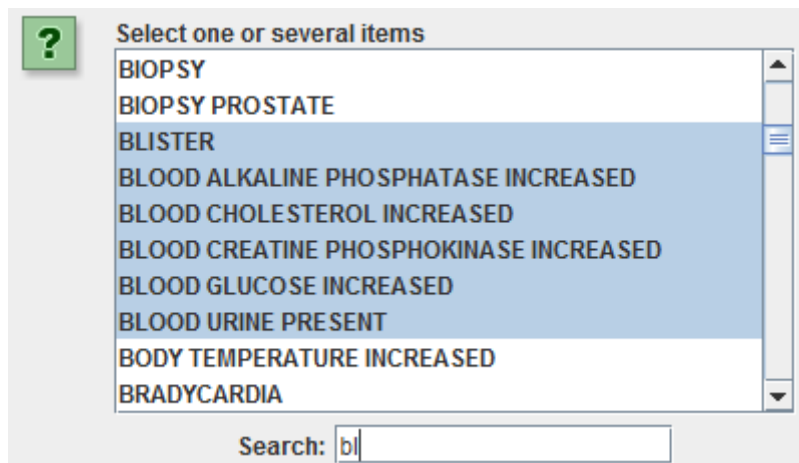 ?
Select one or several items
BIOPSY
BIOPSY PROSTATE
BLISTER
BLOOD ALKALINE PHOSPHATASE INCREASED
BLOOD CHOLESTEROL INCREASED
BLOOD CREATINE PHOSPHOKINASE INCREASED
BLOOD GLUCOSE INCREASED
BLOOD URINE PRESENT
BODY TEMPERATURE INCREASED
BRADYCARDIA
Search: bl